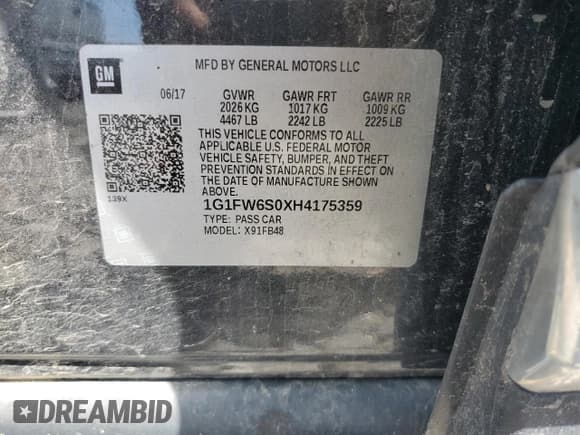 GM
MFD BY GENERAL MOTORS LLC
06/17 GVWR GAWR FRT GAWR RR
2026 KG 1017 KG 1009 KG
4467 LB 2242 LB 2225 LB
THIS VEHICLE CONFORMS TO ALL
APPLICABLE U.S. FEDERAL MOTOR
VEHICLE SAFETY, BUMPER, AND THEFT
PREVENTION STANDARDS IN EFFECT ON
THE DATE OF MANUFACTURE SHOWN
ABOVE.
139X
1G1FW6S0XH4175359
TYPE: PASS CAR
MODEL: X91FB48
DREAMBID